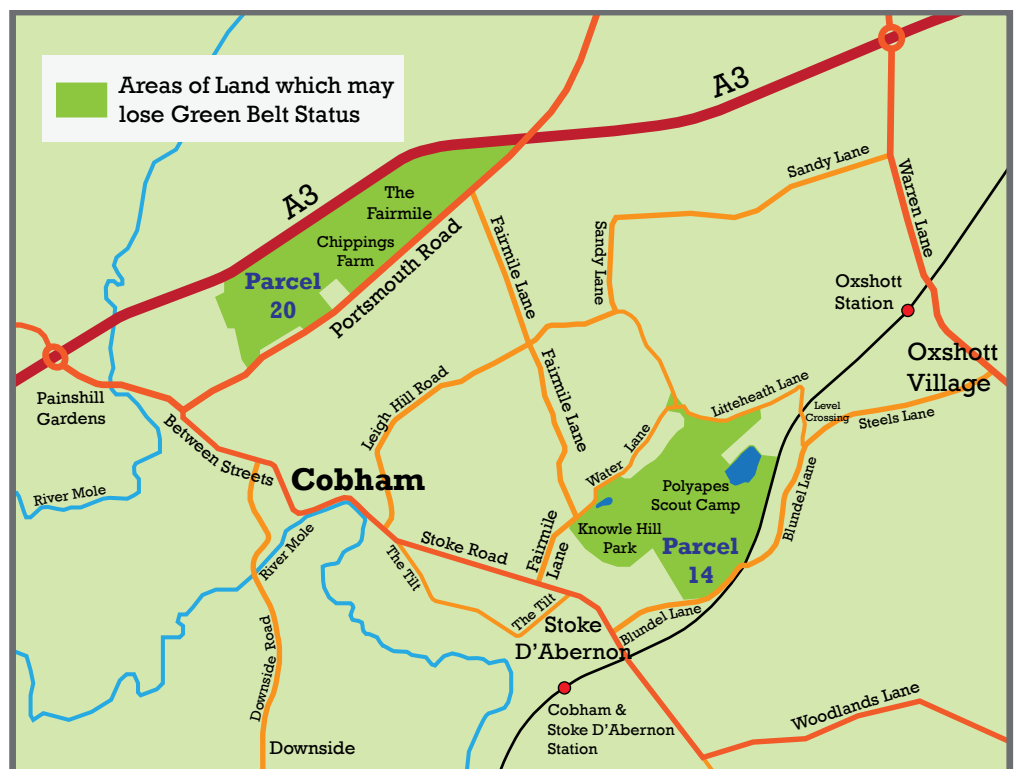 Areas of Land which may
lose Green Belt Status
A3
A3
The
Fairmile
Chippings
Farm
Parcel
20
Portsmouth Road
Fairmile Lane
Sandy Lane
Sandy Lane
Warren Lane
Oxshott
Station
Oxshott
Village
Painshill
Gardens
Between Streets
Leigh Hill Road
Fairmile Lane
Litteheath Lane
Level
Crossing
Steels Lane
Water Lane
River Mole
Cobham
Polyapes
Scout Camp
Knowle Hill
Park
Parcel
14
Blundel Lane
River Mole
Stoke Road
Fairmile
Lane
The Tilt
The Tilt
Blundel Lane
Stoke
D'Abernon
Downside Road
Cobham &
Stoke D'Abernon
Station
Woodlands Lane
Downside